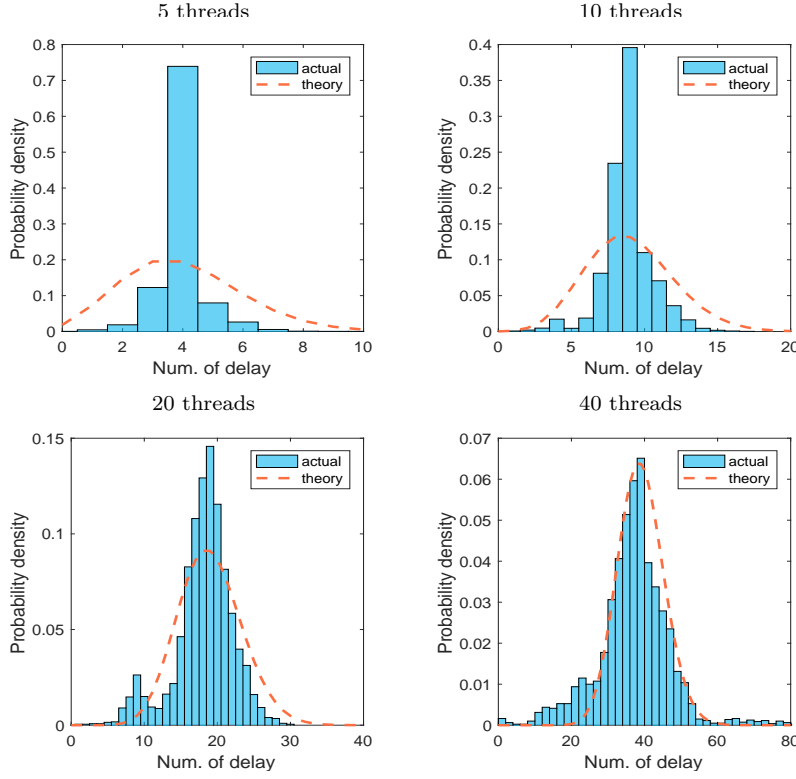 5 threads
0.8
0.7
0.6
0.5
0.4
0.3
0.2
0.1
0
Probability density
actual
theory
0 2 4 6 8 10
Num. of delay
10 threads
0.4
0.35
0.3
0.25
0.2
0.15
0.1
0.05
0
Probability density
actual
theory
0 5 10 15 20
Num. of delay
20 threads
0.15
0.1
0.05
0
Probability density
actual
theory
0 10 20 30 40
Num. of delay
40 threads
0.07
0.06
0.05
0.04
0.03
0.02
0.01
0
Probability density
actual
theory
0 20 40 60 80
Num. of delay